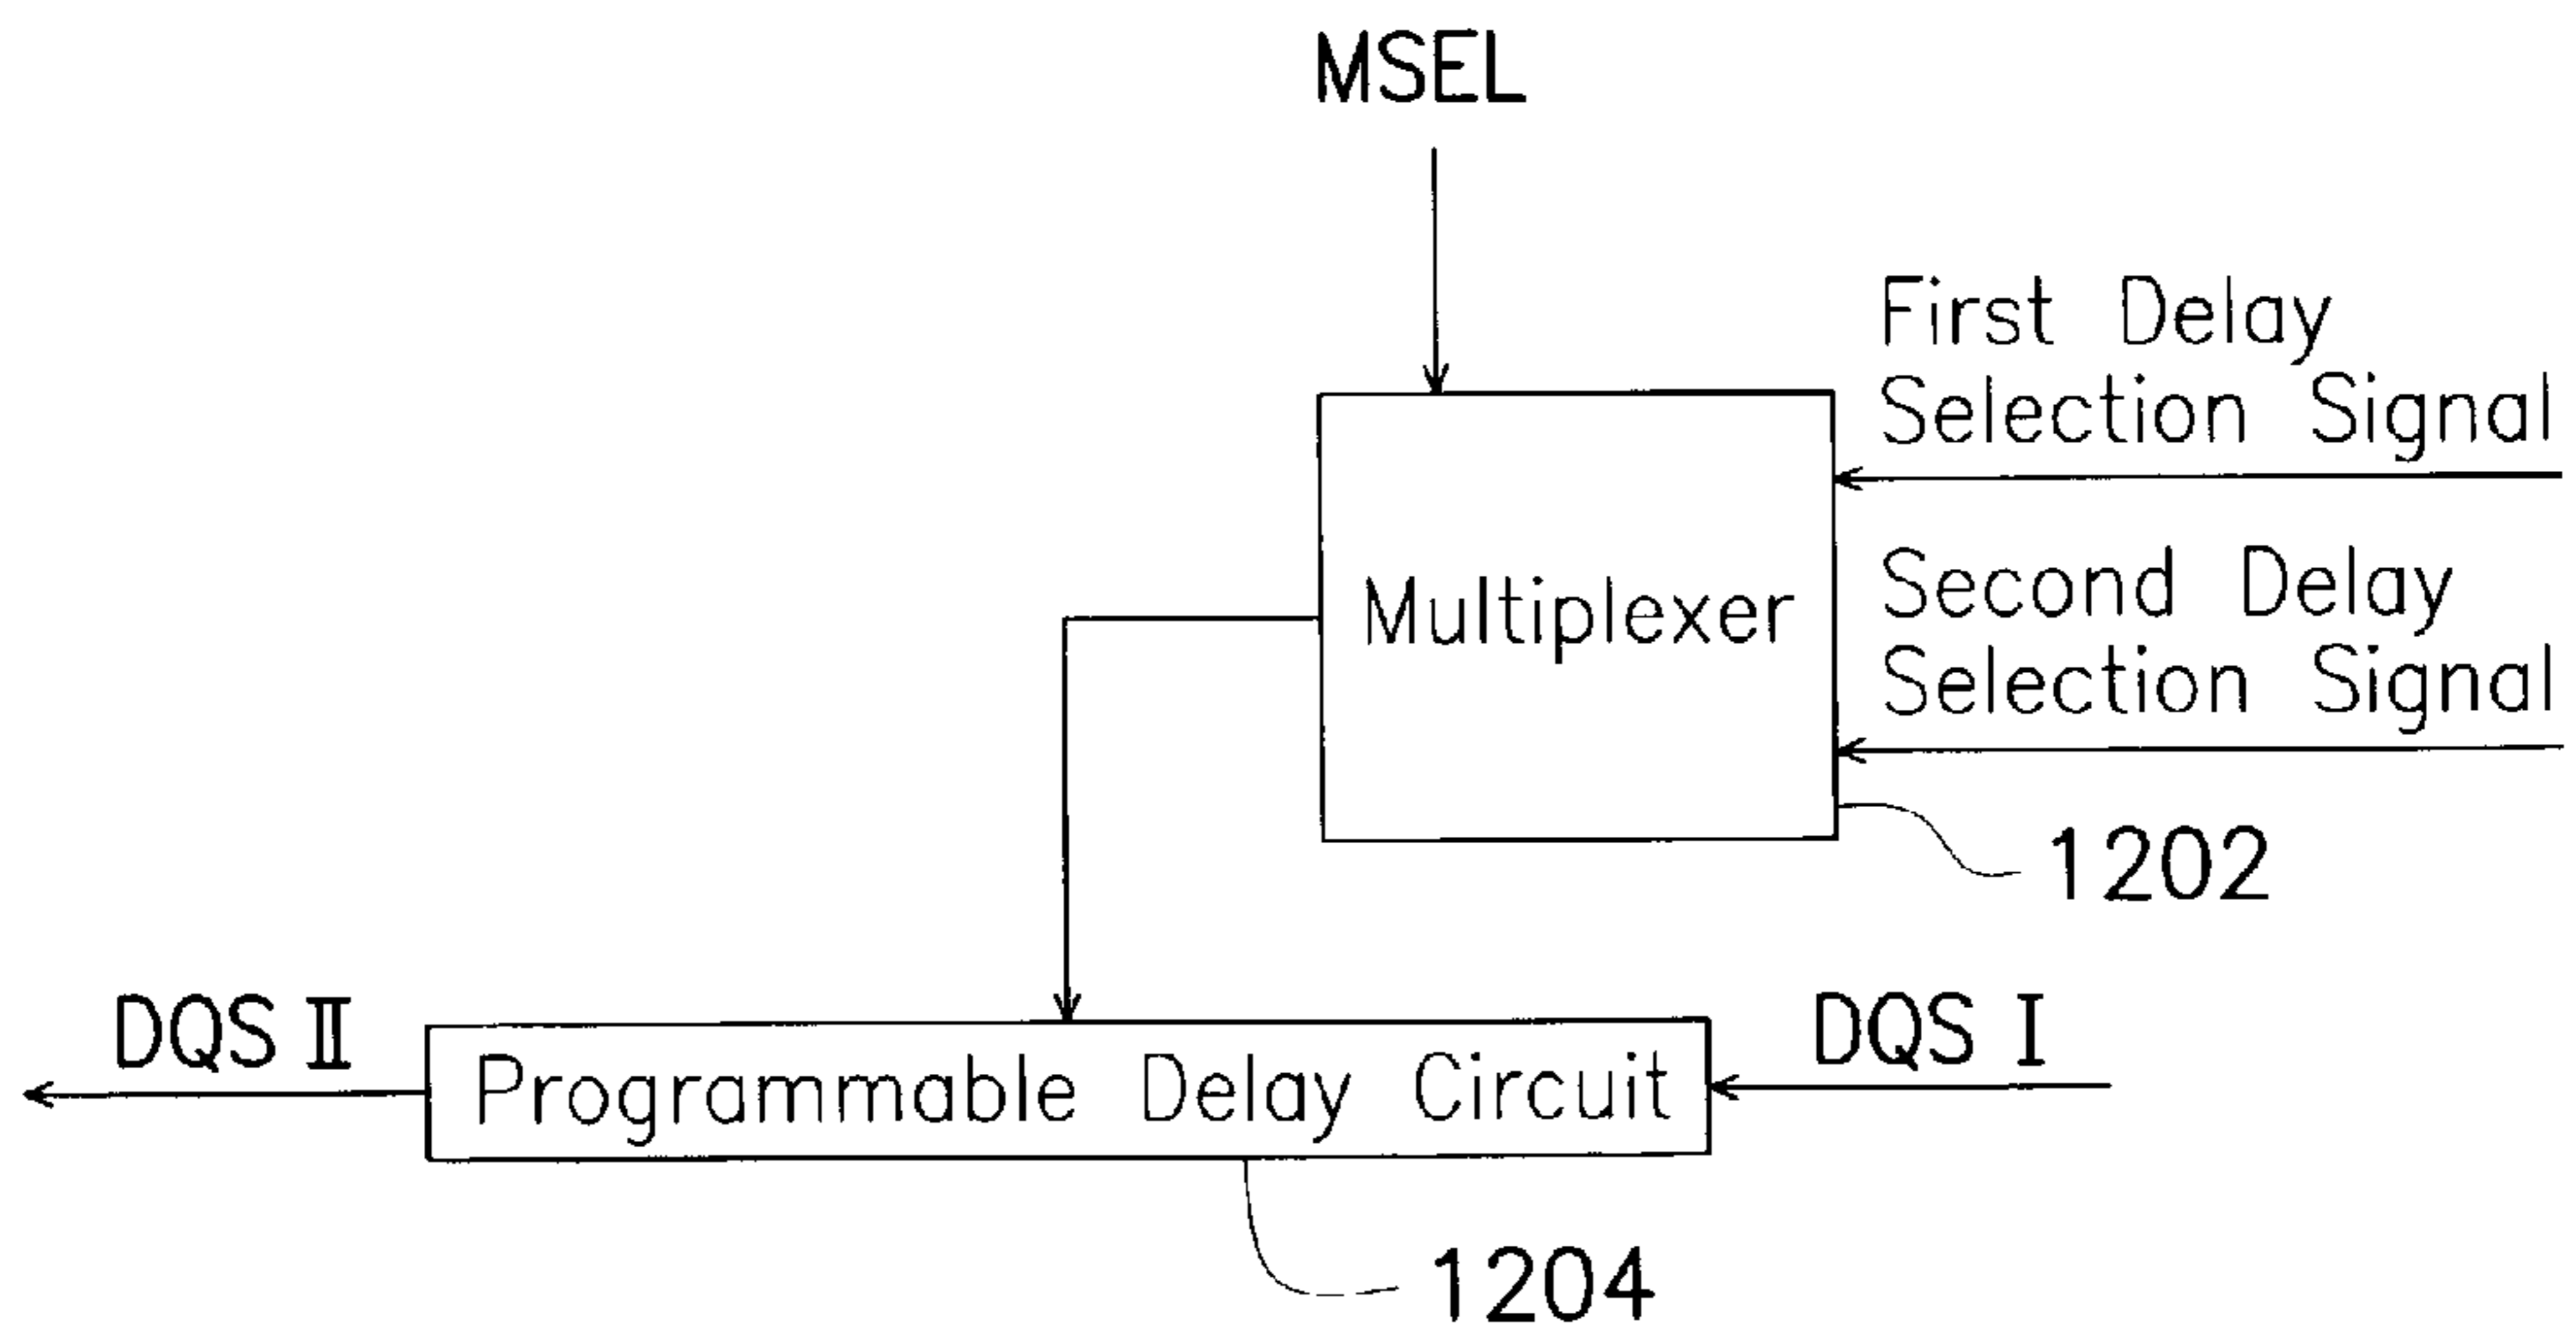 MSEL
First Delay
Selection Signal
Multiplexer
Second Delay
Selection Signal
1202
DQS II
Programmable Delay Circuit
DQS I
1204